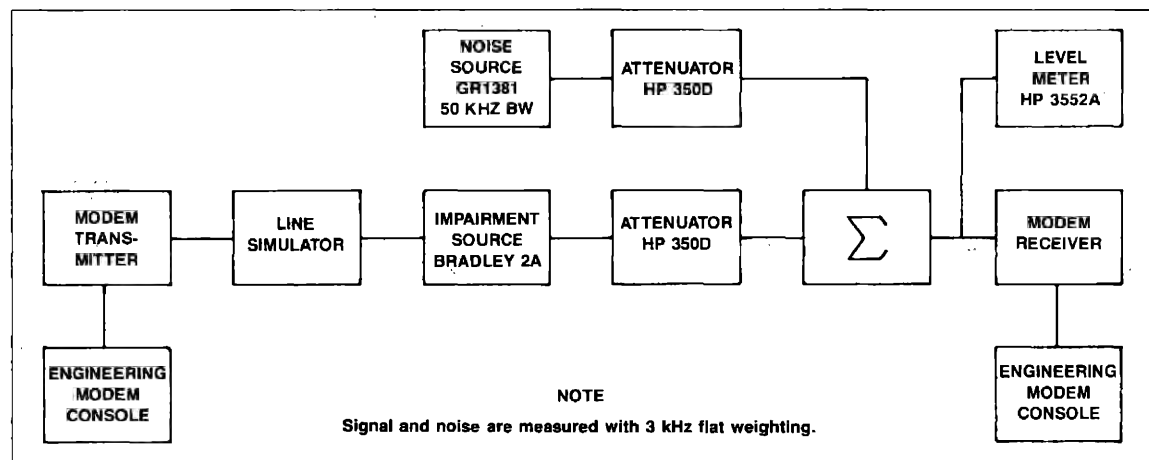 NOISE
SOURCE
GR1381
50 KHZ BW
ATTENUATOR
HP 350D
LEVEL
METER
HP 3552A
MODEM
TRANS-
MITTER
LINE
SIMULATOR
IMPAIRMENT
SOURCE
BRADLEY 2A
ATTENUATOR
HP 350D
Σ
MODEM
RECEIVER
ENGINEERING
MODEM
CONSOLE
NOTE
Signal and noise are measured with 3 kHz flat weighting.
ENGINEERING
MODEM
CONSOLE